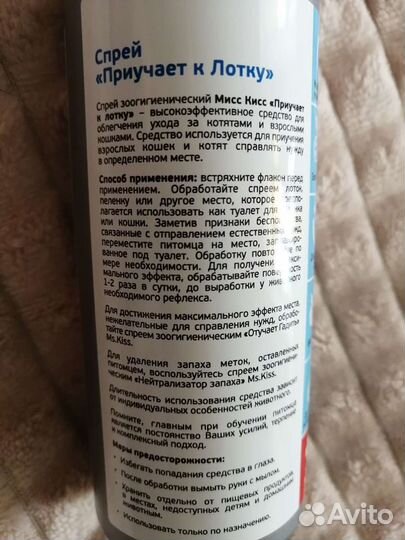 Спрей
«Приучает к Лотку»
Спрей зоогигиенический Мисс Кисс «Приучает
к лотку» – высокоэффективное средство для
облегчения ухода за котятами и взрослыми
кошками. Средство используется для приучения
взрослых кошек и котят справлять нужду
в определенном месте.
Способ применения: встряхните флакон перед
применением. Обработайте спреем лоток,
пеленку или другое место, которое
лагается использовать как туалет для
или кошки. Заметив признаки
связанные с отправлением естественных нужд,
переместите питомца на место,
ванное под туалет. Обработку по
мере необходимости. Для получения
мального эффекта, обрабатывайте поверхность
1-2 раза в сутки, до выработки у животного
необходимого рефлекса.
Для достижения максимального эффекта места,
нежелательные для справления нужд, обрабо-
тайте спреем зоогигиеническим «Отучает Гадить»
Ms.Kiss.
Для удаления запаха меток, оставленных
питомцем, воспользуйтесь спреем зоогигиени-
ческим «Нейтрализатор запаха» Ms.Kiss.
Длительность использования средства зависит
от индивидуальных особенностей животного.
Помните, главным при обучении питомца
является постоянство Ваших усилий, терпение
и комплексный подход.
Меры предосторожности:
• Избегать попадания средства в глаза.
• После обработки вымыть руки с мылом.
• Хранить отдельно от пищевых продуктов,
в местах, недоступных детям и домашним
животным.
• Использовать только по назначению.
Avito